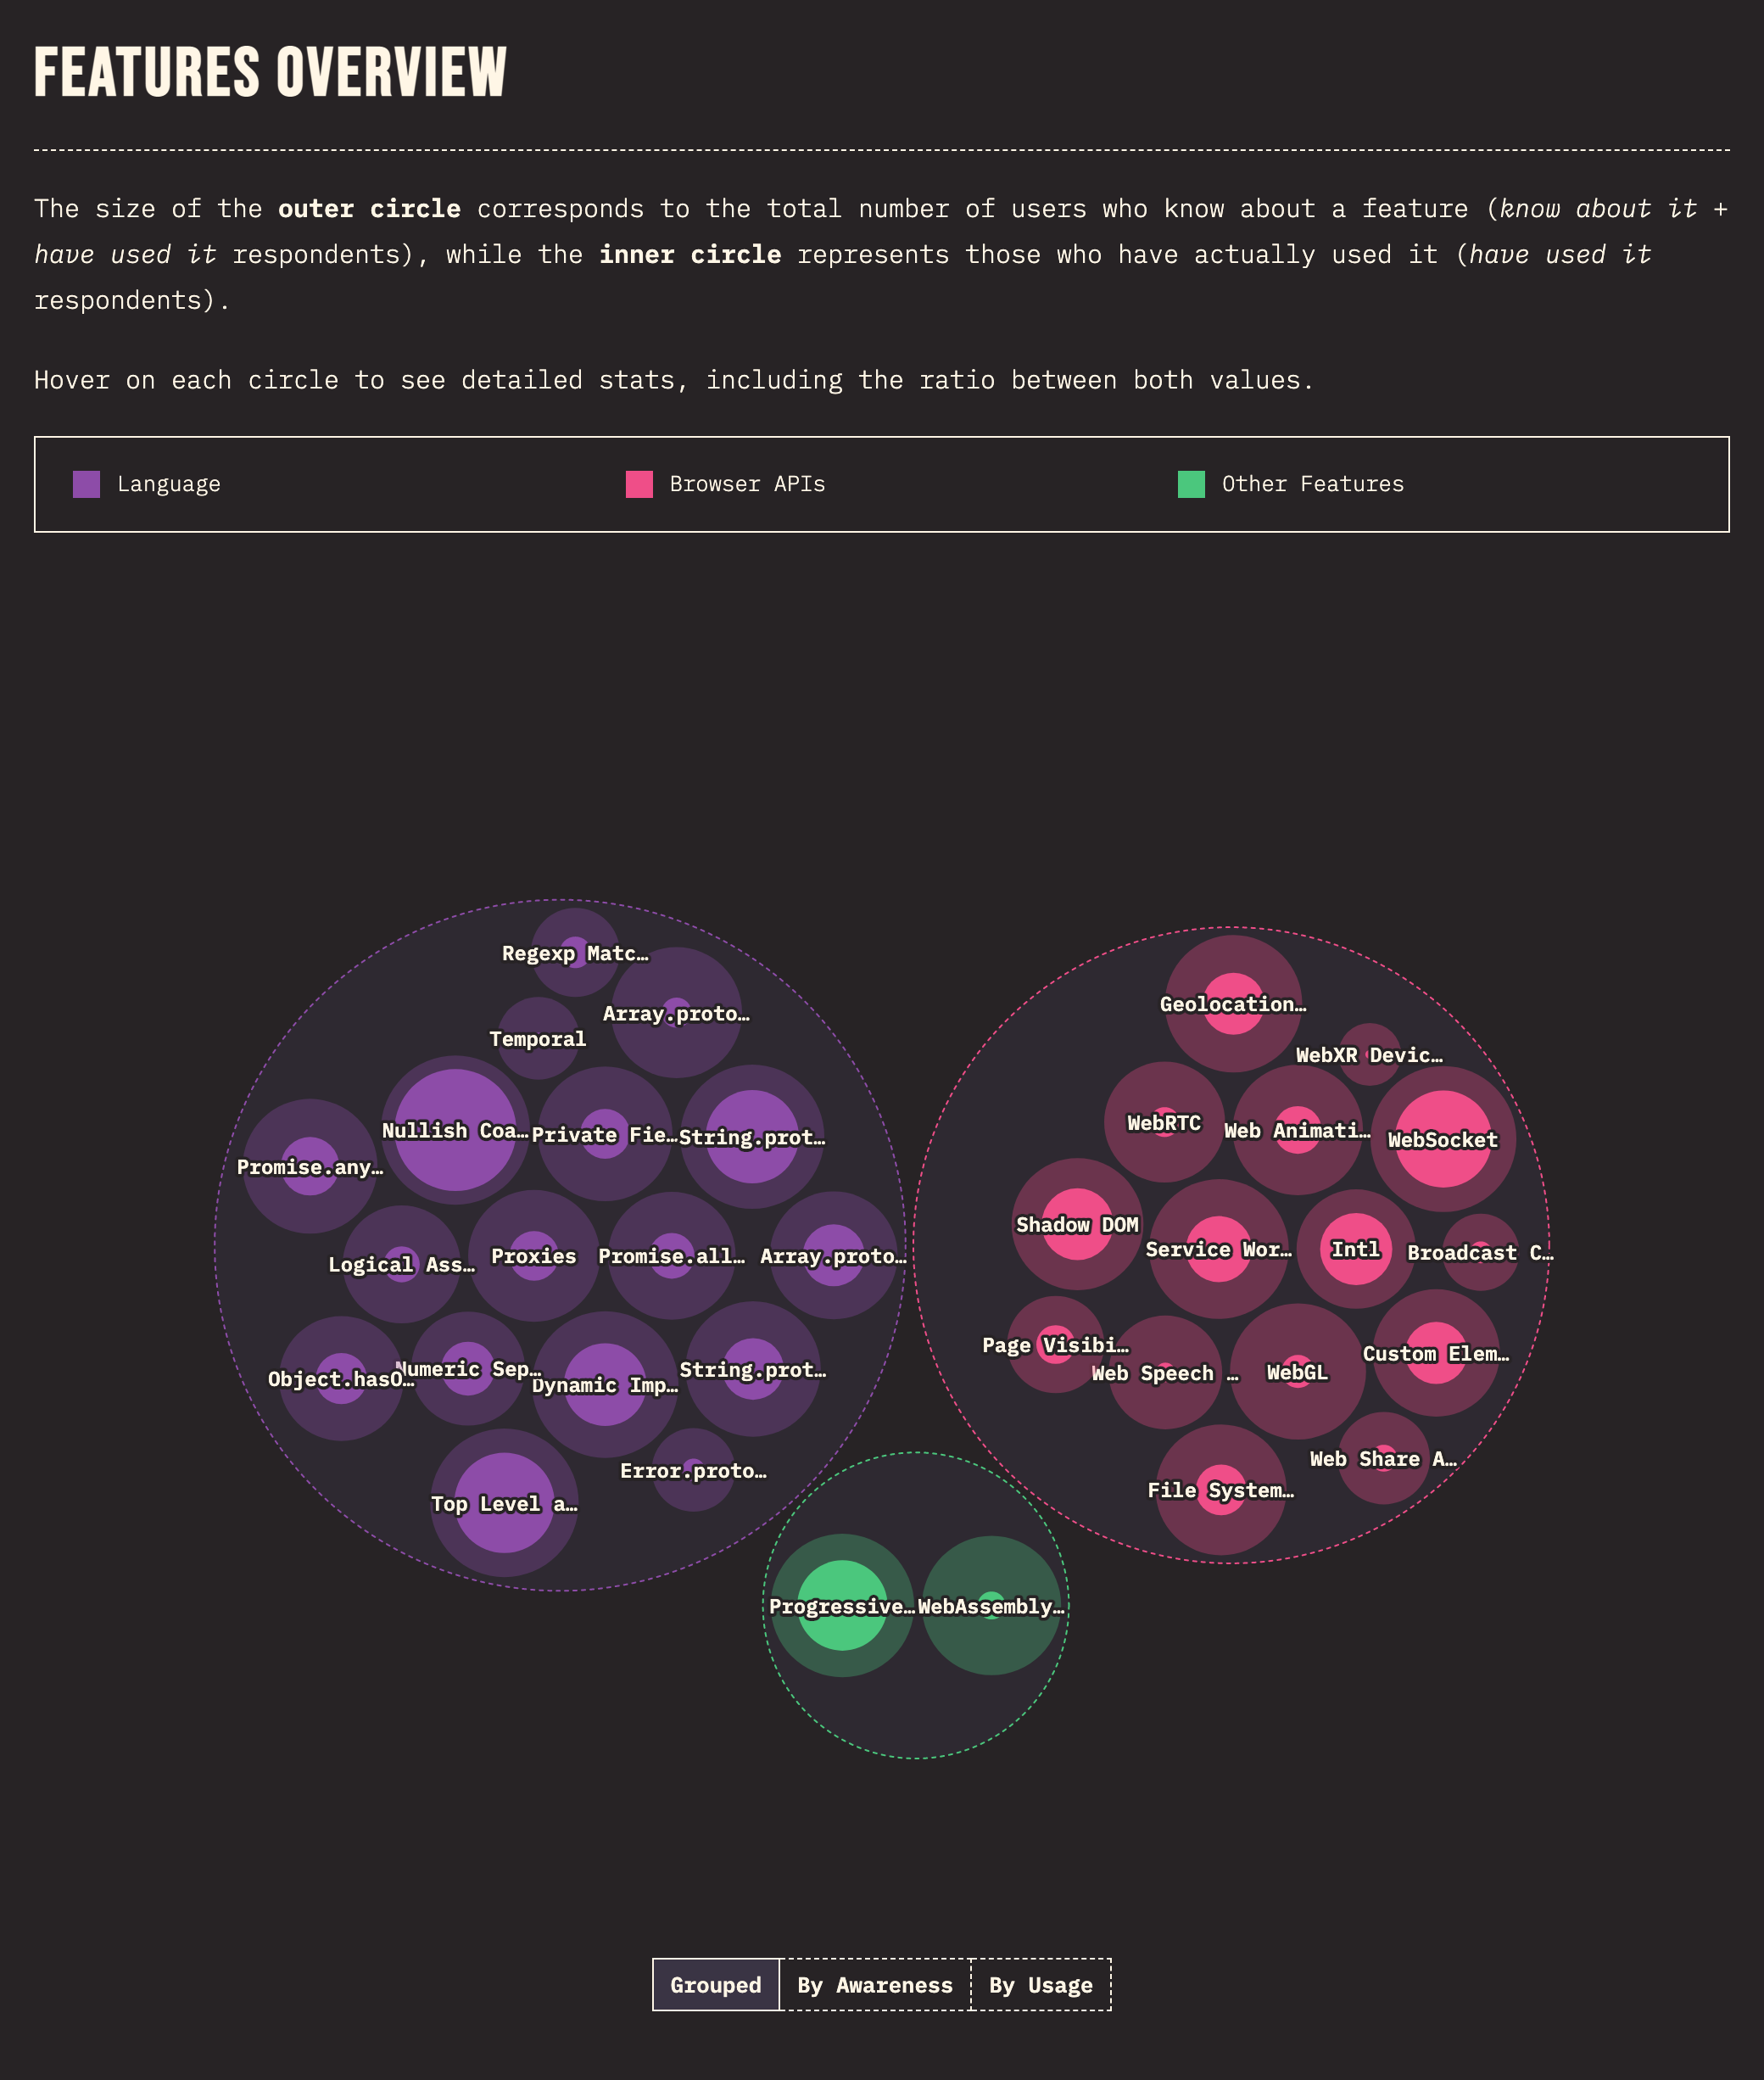 FEATURES OVERVIEW
The size of the outer circle corresponds to the total number of users who know about a feature (know about it +
have used it respondents), while the inner circle represents those who have actually used it (have used it
respondents).
Hover on each circle to see detailed stats, including the ratio between both values.
Language
Browser APIs
Other Features
Regexp Matc…
Array.proto…
Temporal
Nullish Coa…
Private Fie…
String.prot…
Promise.any…
Logical Ass…
Proxies
Promise.all…
Array.proto…
Object.hasO…
Numeric Sep…
Dynamic Imp…
String.prot…
Error.proto…
Top Level a…
Geolocation…
WebXR Devic…
WebRTC
Web Animati…
WebSocket
Shadow DOM
Service Wor…
Intl
Broadcast C…
Page Visibi…
Web Speech …
WebGL
Custom Elem…
Web Share A…
File System…
Progressive…
WebAssembly…
Grouped
By Awareness
By Usage